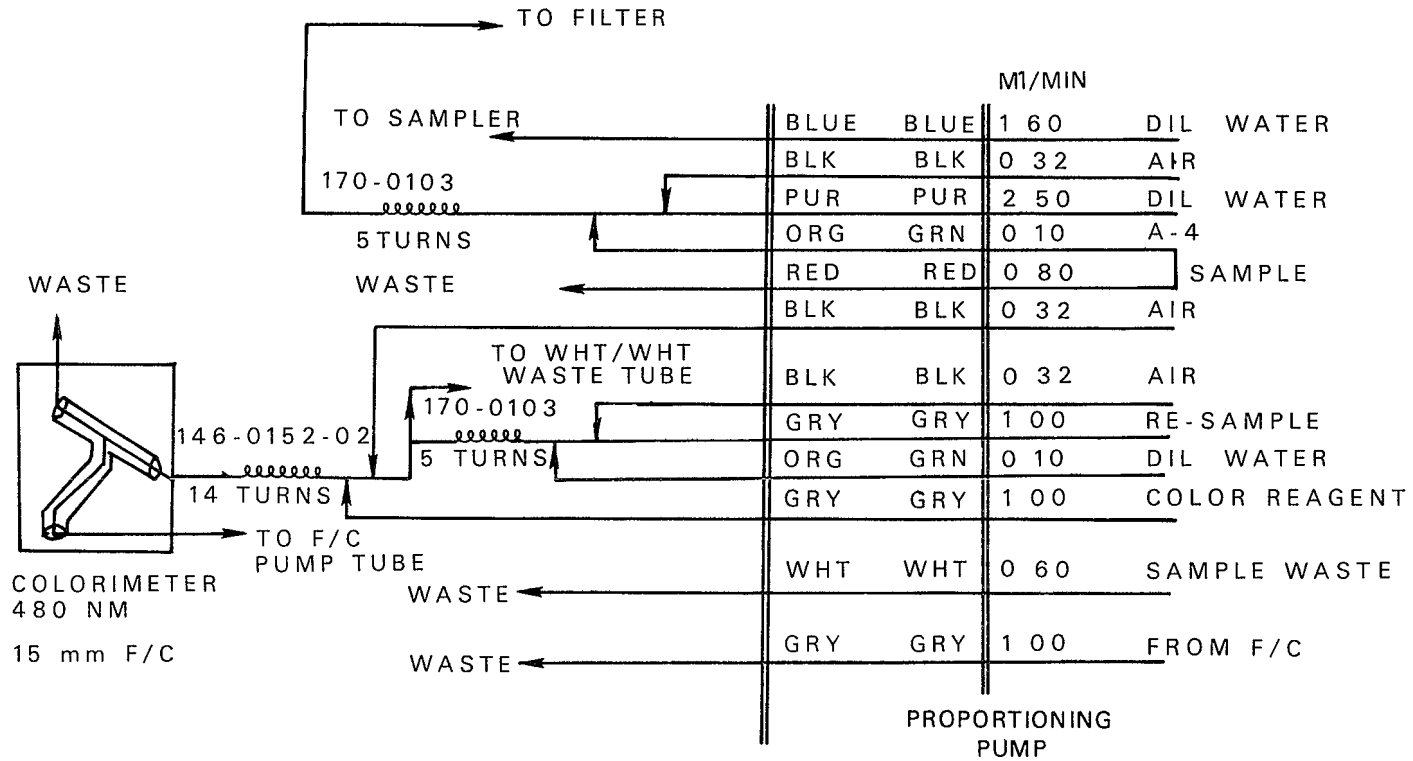 TO FILTER
M1/MIN
TO SAMPLER
BLUE BLUE 1 60 DIL WATER
BLK BLK 0 32 AIR
170-0103
PUR PUR 2 50 DIL WATER
5 TURNS
ORG GRN 0 10 A-4
WASTE
WASTE
RED RED 0 80 SAMPLE
BLK BLK 0 32 AIR
TO WHT/WHT
WASTE TUBE
BLK BLK 0 32 AIR
170-0103
GRY GRY 1 00 RE-SAMPLE
146-0152-02
5 TURNS
ORG GRN 0 10 DIL WATER
14 TURNS
GRY GRY 1 00 COLOR REAGENT
TO F/C
PUMP TUBE
COLORIMETER
480 NM
15 mm F/C
WHT WHT 0 60 SAMPLE WASTE
WASTE
GRY GRY 1 00 FROM F/C
WASTE
PROPORTIONING
PUMP